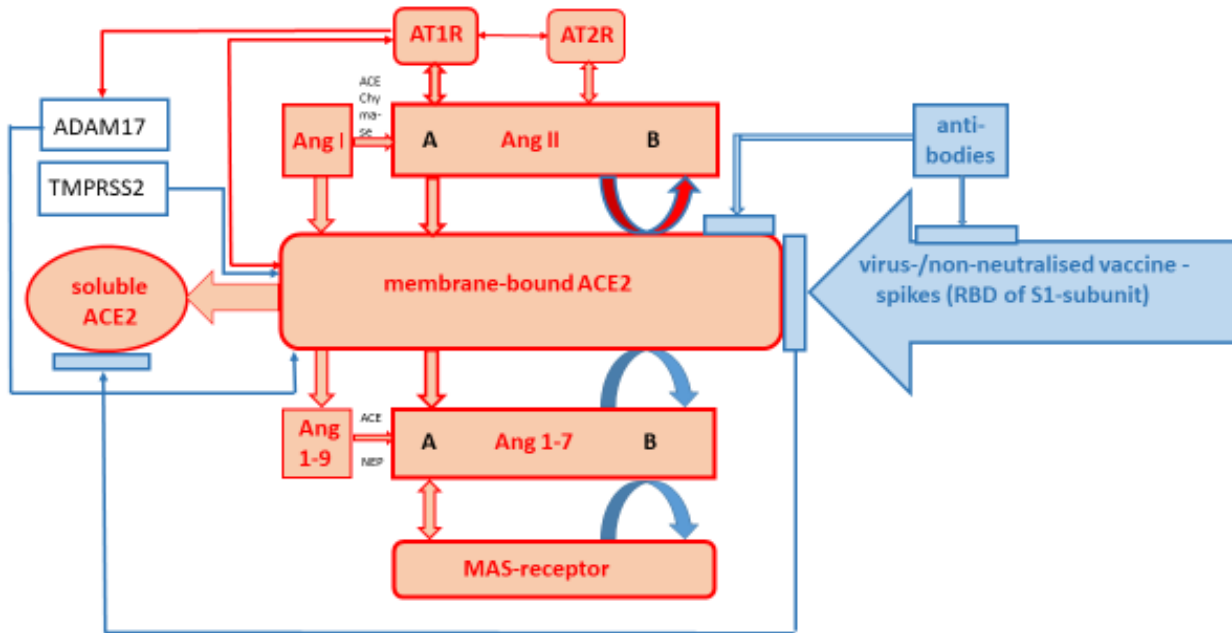 AT1R
AT2R
ACE
Chy
ma-
se
ADAM17
Ang I
A
Ang II
B
anti-
bodies
TMPRSS2
soluble
ACE2
membrane-bound ACE2
virus-/non-neutralised vaccine -
spikes (RBD of S1-subunit)
Ang
1-9
ACE
NEP
A
Ang 1-7
B
MAS-receptor